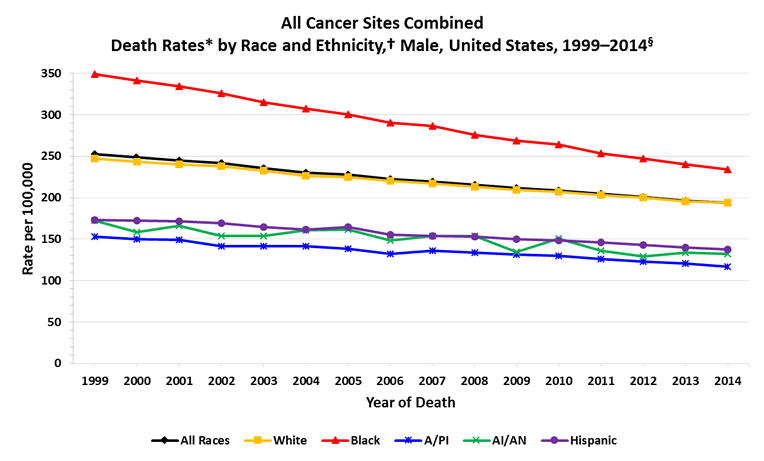 All Cancer Sites Combined
Death Rates* by Race and Ethnicity,† Male, United States, 1999–2014§
350
300
250
200
150
100
50
0
Rate per 100,000
1999 2000 2001 2002 2003 2004 2005 2006 2007 2008 2009 2010 2011 2012 2013 2014
Year of Death
All Races White Black A/PI AI/AN Hispanic